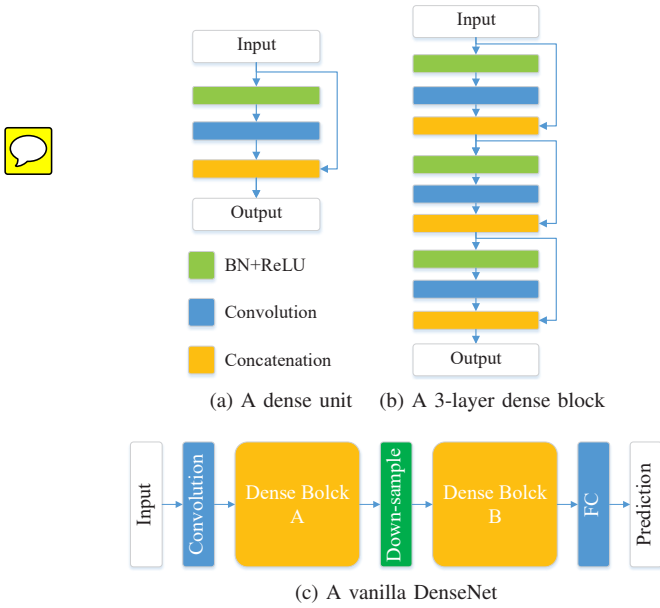 Input
Output
BN+ReLU
Convolution
Concatenation
(a) A dense unit
Input
Output
(b) A 3-layer dense block
Input
Convolution
Dense Bolck
A
Down-sample
Dense Bolck
B
FC
Prediction
(c) A vanilla DenseNet